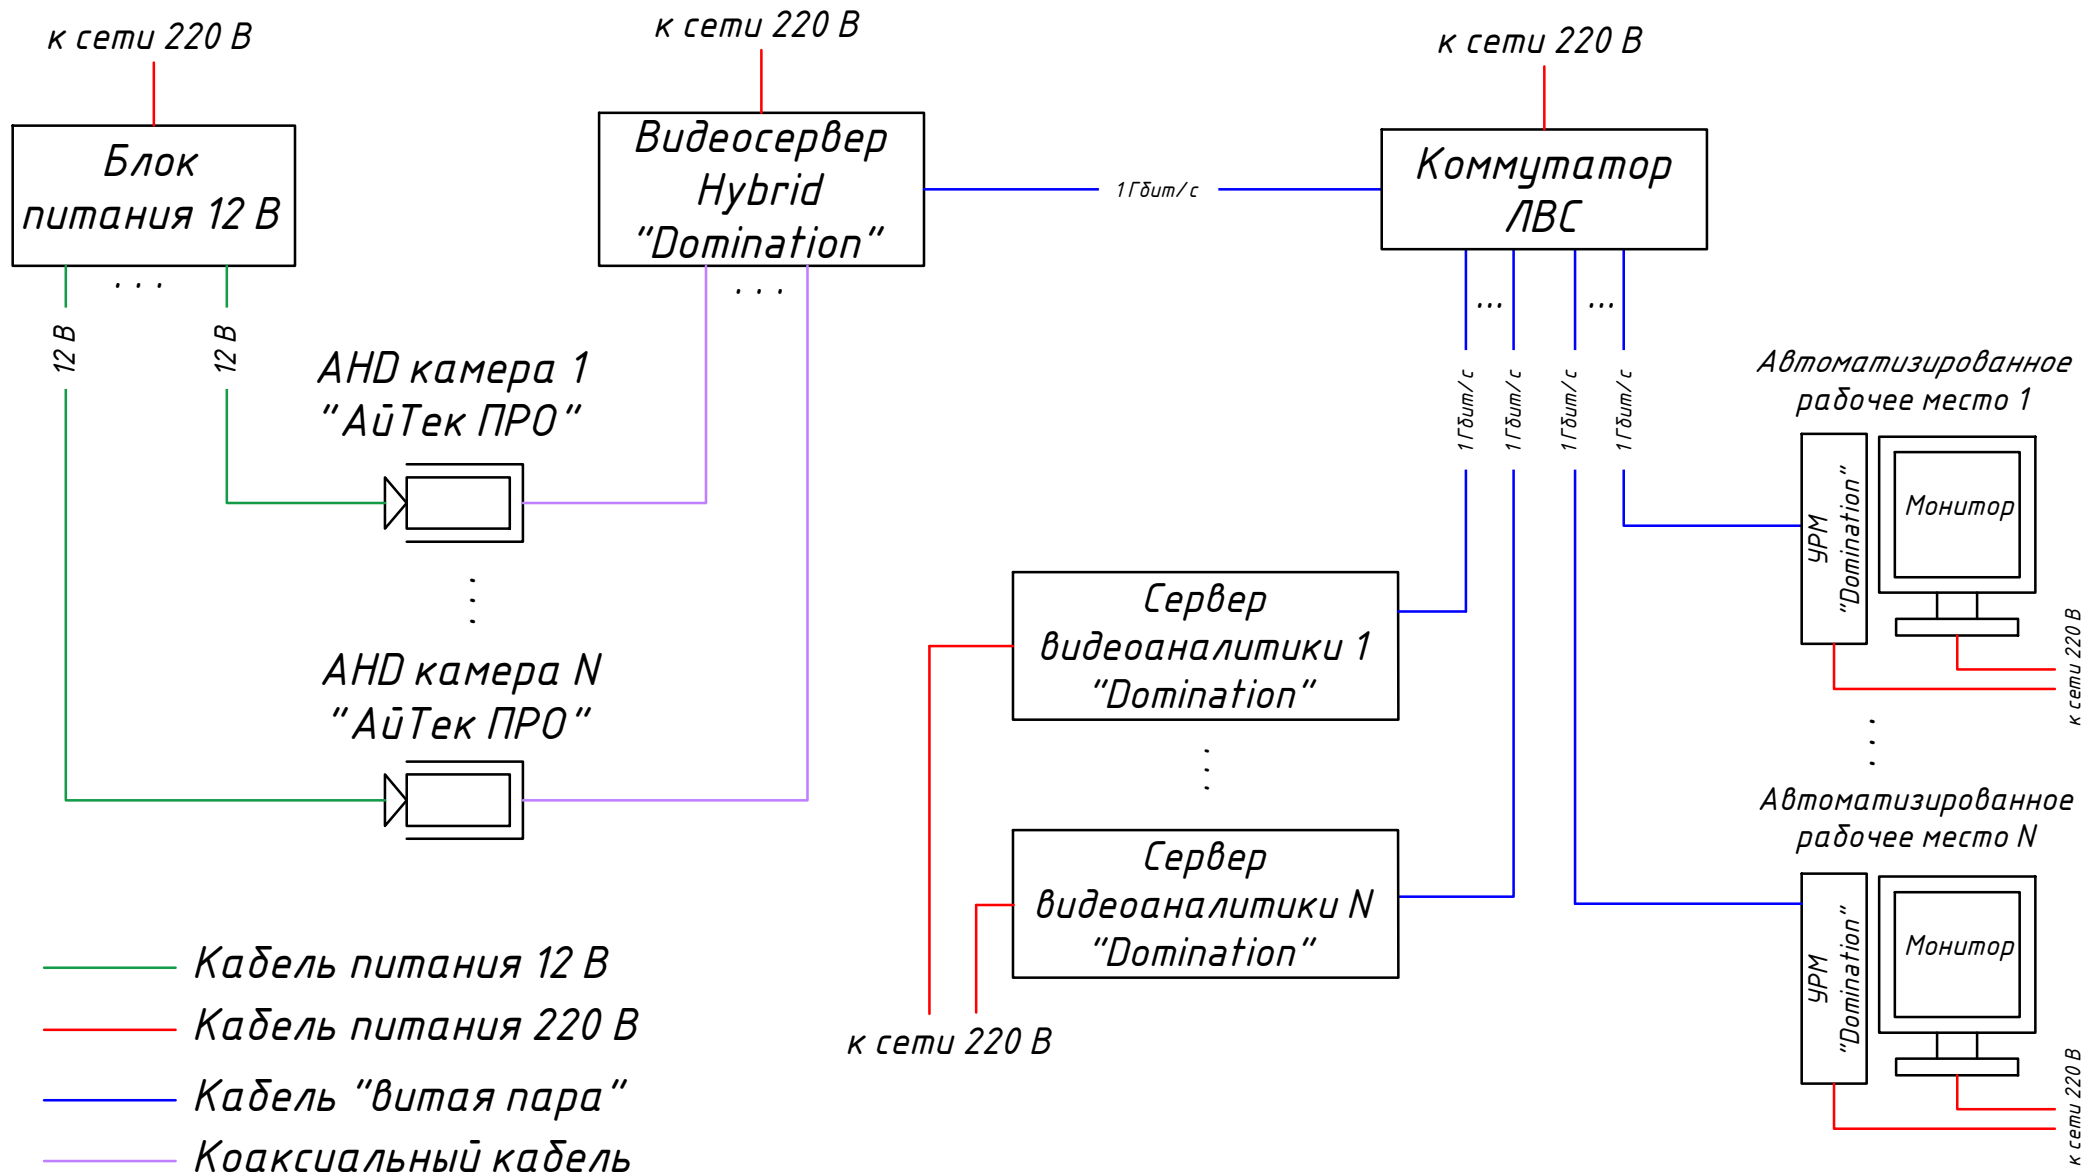 к сети 220 В
к сети 220 В
к сети 220 В
Блок
питания 12 В
Видеосервер
Hybrid
"Domination"
1 Гбит/с
Коммутатор
ЛВС
. . .
. . .
...
...
12 В
12 В
AHD камера 1
"АйТек ПРО"
1 Гбит/с
1 Гбит/с
1 Гбит/с
1 Гбит/с
Автоматизированное
рабочее место 1
УРМ
"Domination"
Монитор
к сети 220 В
. . .
AHD камера N
"АйТек ПРО"
Сервер
видеоаналитики 1
"Domination"
. . .
. . .
Сервер
видеоаналитики N
"Domination"
к сети 220 В
Автоматизированное
рабочее место N
УРМ
"Domination"
Монитор
к сети 220 В
Кабель питания 12 В
Кабель питания 220 В
Кабель "витая пара"
Коаксиальный кабель